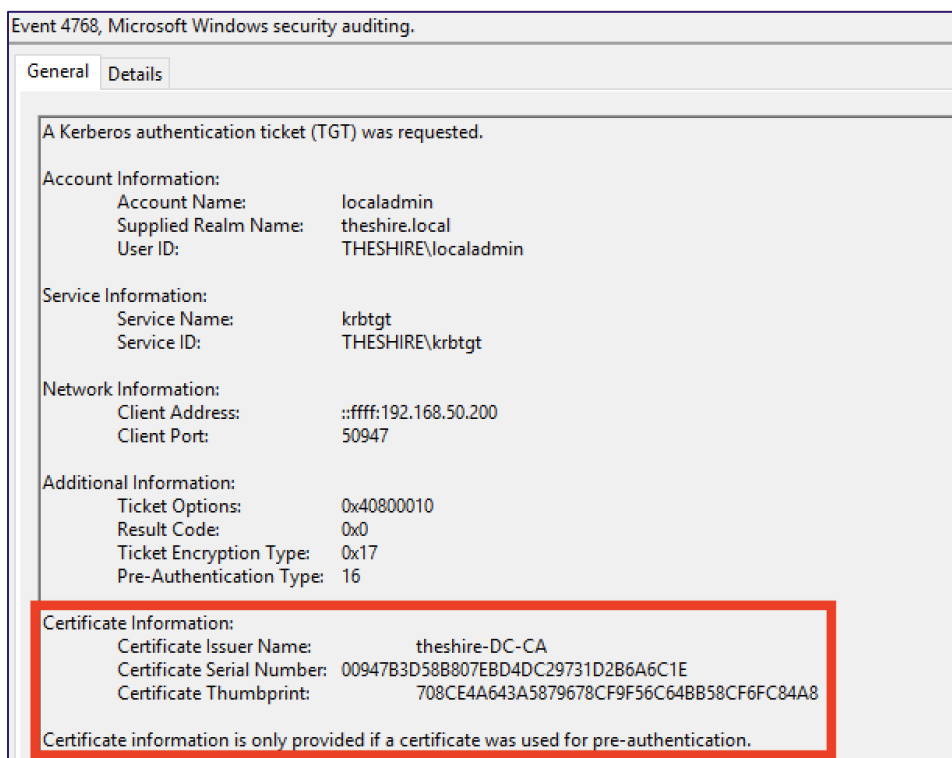 Event 4768, Microsoft Windows security auditing.
General Details
A Kerberos authentication ticket (TGT) was requested.
Account Information:
Account Name: localadmin
Supplied Realm Name: theshire.local
User ID: THESHIRE\localadmin
Service Information:
Service Name: krbtgt
Service ID: THESHIRE\krbtgt
Network Information:
Client Address: ::ffff:192.168.50.200
Client Port: 50947
Additional Information:
Ticket Options: 0x40800010
Result Code: 0x0
Ticket Encryption Type: 0x17
Pre-Authentication Type: 16
Certificate Information:
Certificate Issuer Name: theshire-DC-CA
Certificate Serial Number: 00947B3D58B807EBD4DC29731D2B6A6C1E
Certificate Thumbprint: 708CE4A643A5879678CF9F56C64BB58CF6FC84A8
Certificate information is only provided if a certificate was used for pre-authentication.